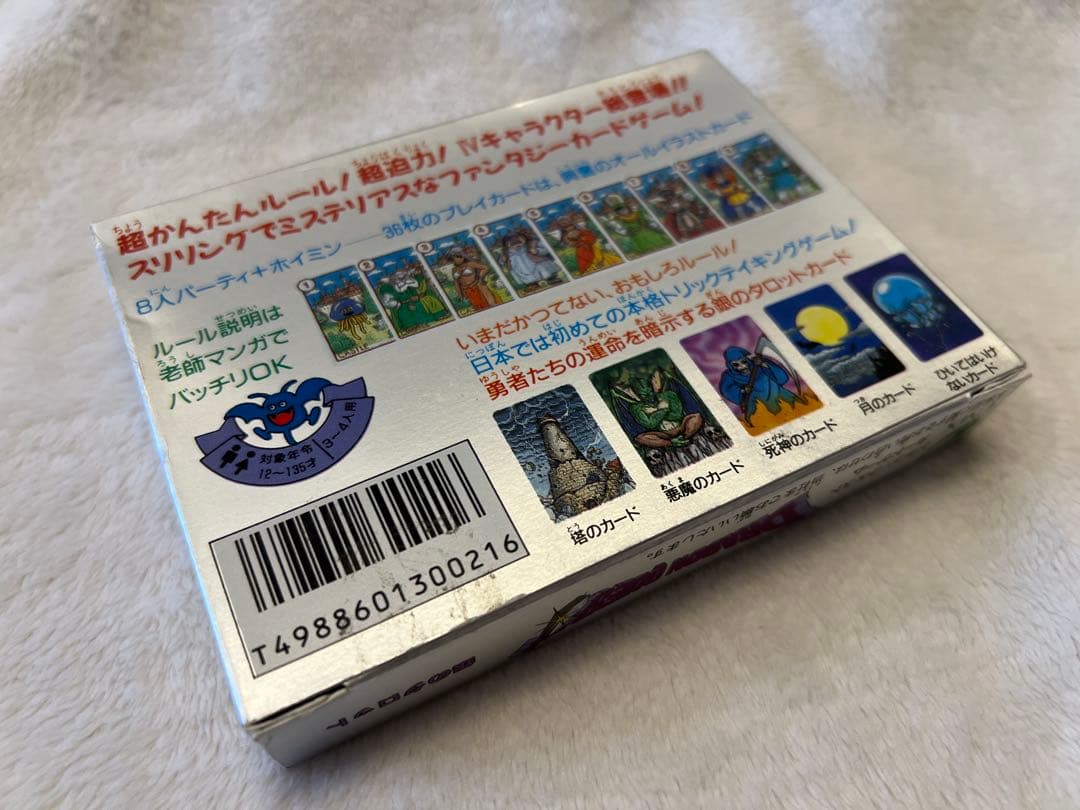 超かんたんルール!超迫力!Ⅳキャラクター総登場!!
スリリングでミステリアスなファンタジーカードゲーム!
8人パーティ+ホイミン——36枚のプレイカードは、興奮のオールイラストカード
ルール説明は
老師マンガで
バッチリOK
対象年令
12〜135才
3〜4人用
いまだかつてない、おもしろルール!
日本では初めての本格トリックテイキングゲーム!
勇者たちの運命を暗示する銀のタロットカード
塔のカード
悪魔のカード
死神のカード
月のカード
ひいてはいけ
ないカード
T4988601300216
銀のタロット